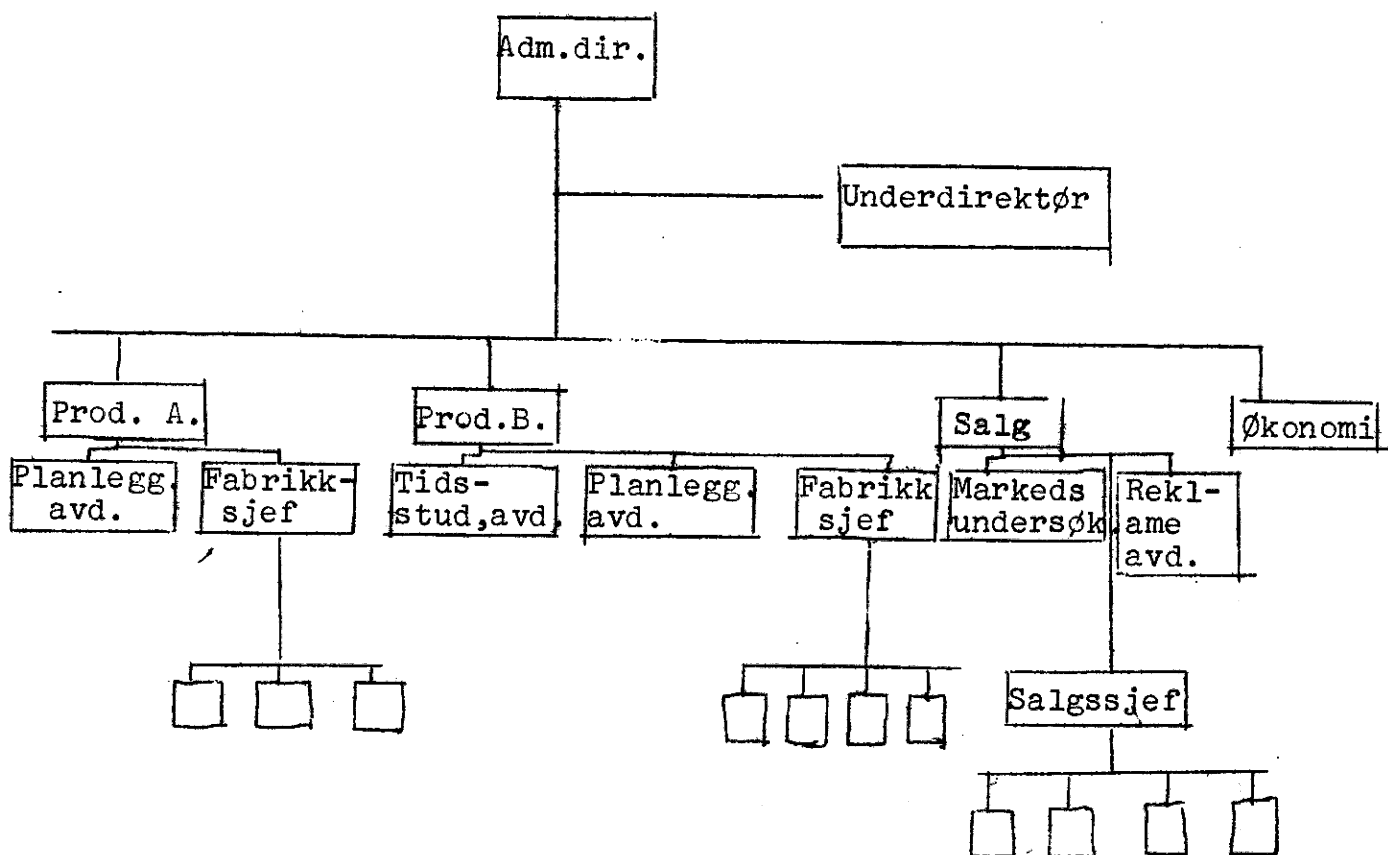 Adm.dir.
Underdirektør
Prod. A.
Prod.B.
Salg
Økonomi
Planlegg.
avd.
Fabrikk-
sjef
Tids-
stud,avd.
Planlegg.
avd.
Fabrikk
sjef
Markeds
undersøk.
Rekl-
ame
avd.
Salgssjef